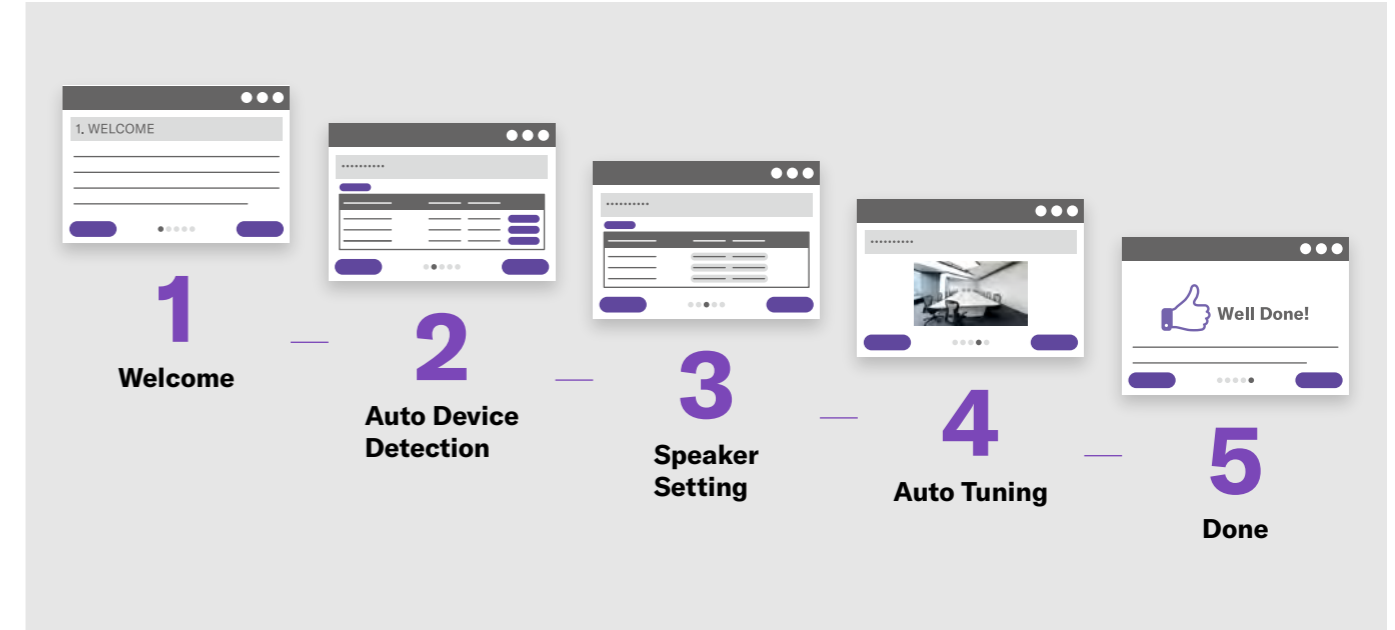 1. WELCOME
1
Welcome
2
Auto Device
Detection
3
Speaker
Setting
4
Auto Tuning
Well Done!
5
Done